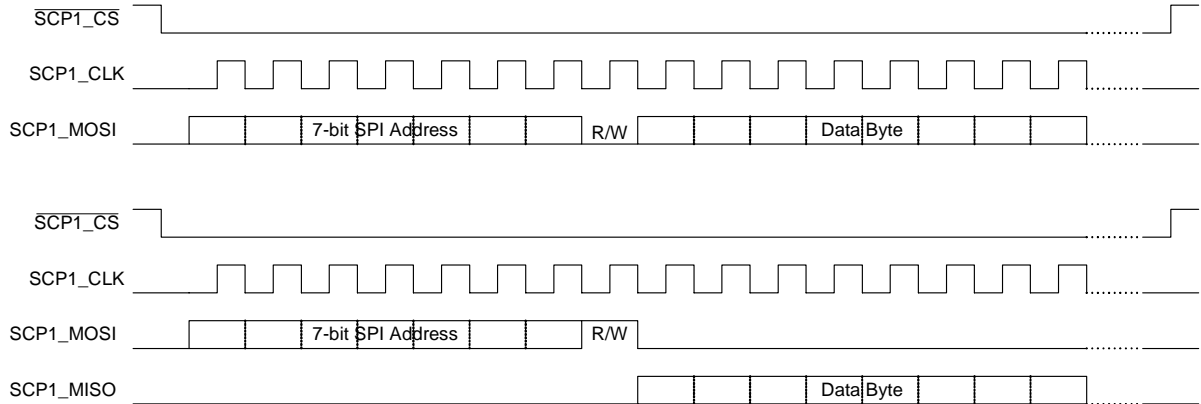 SCP1_CS
SCP1_CLK
SCP1_MOSI 7-bit SPI Address R/W Data Byte
SCP1_CS
SCP1_CLK
SCP1_MOSI 7-bit SPI Address R/W
SCP1_MISO Data Byte